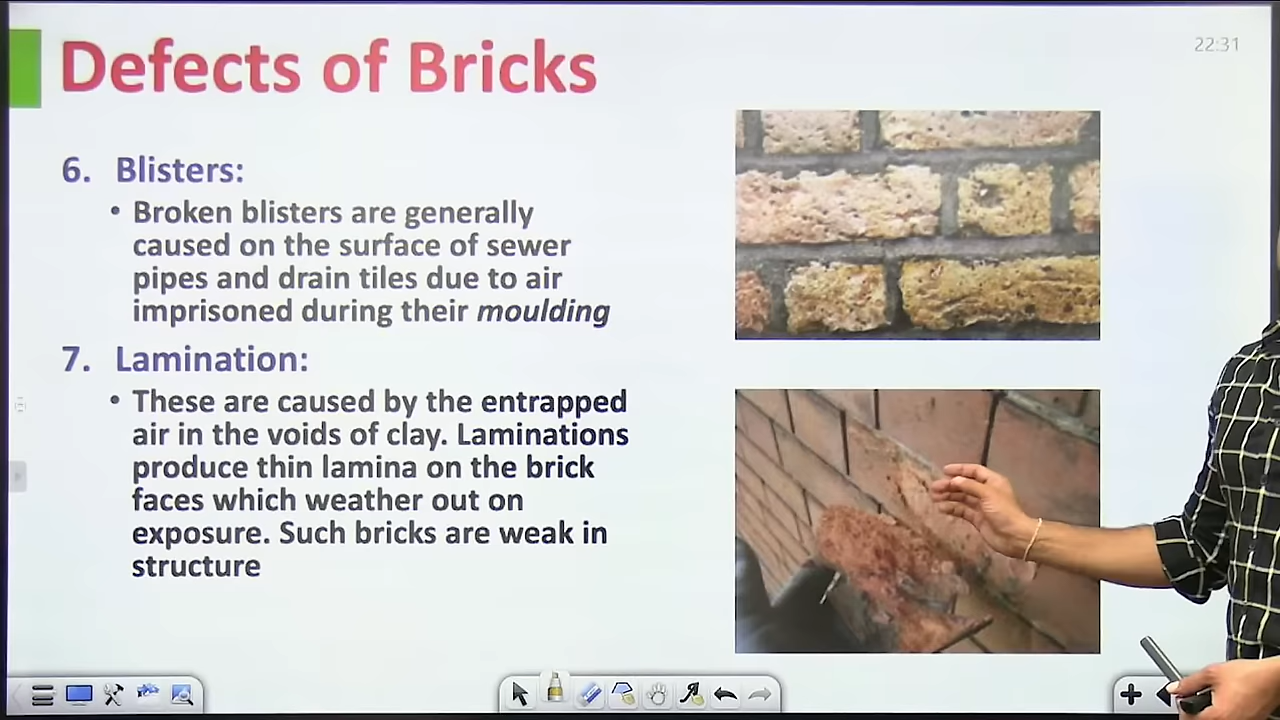 Defects of Bricks
22:31
6. Blisters:
• Broken blisters are generally
caused on the surface of sewer
pipes and drain tiles due to air
imprisoned during their moulding
7. Lamination:
• These are caused by the entrapped
air in the voids of clay. Laminations
produce thin lamina on the brick
faces which weather out on
exposure. Such bricks are weak in
structure